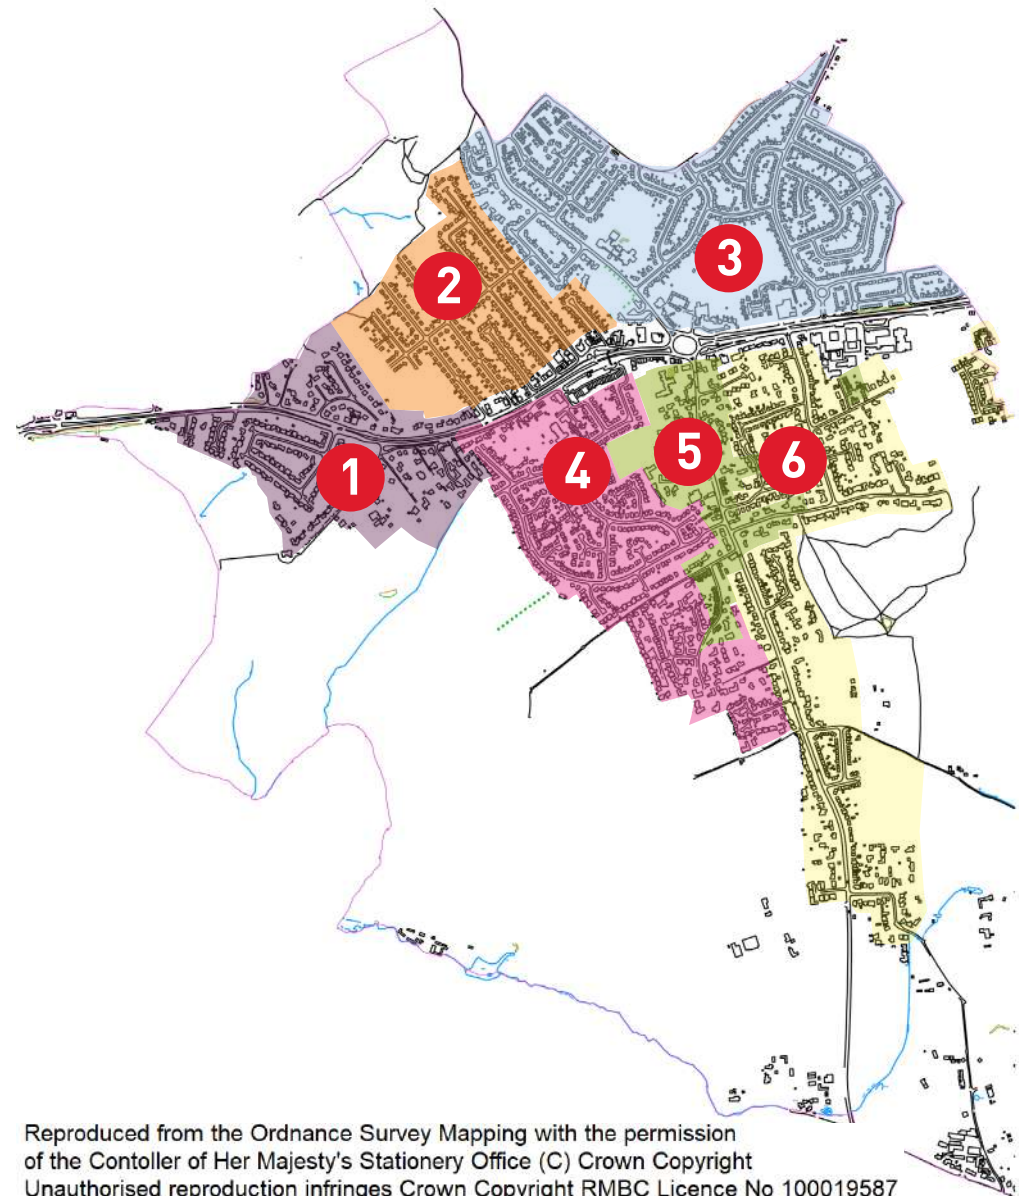 3
2
5
6
4
1
Reproduced from the Ordnance Survey Mapping with the permission
of the Contoller of Her Majesty's Stationery Office (C) Crown Copyright
Unauthorised reproduction infringes Crown Copyright RMBC Licence No 100019587